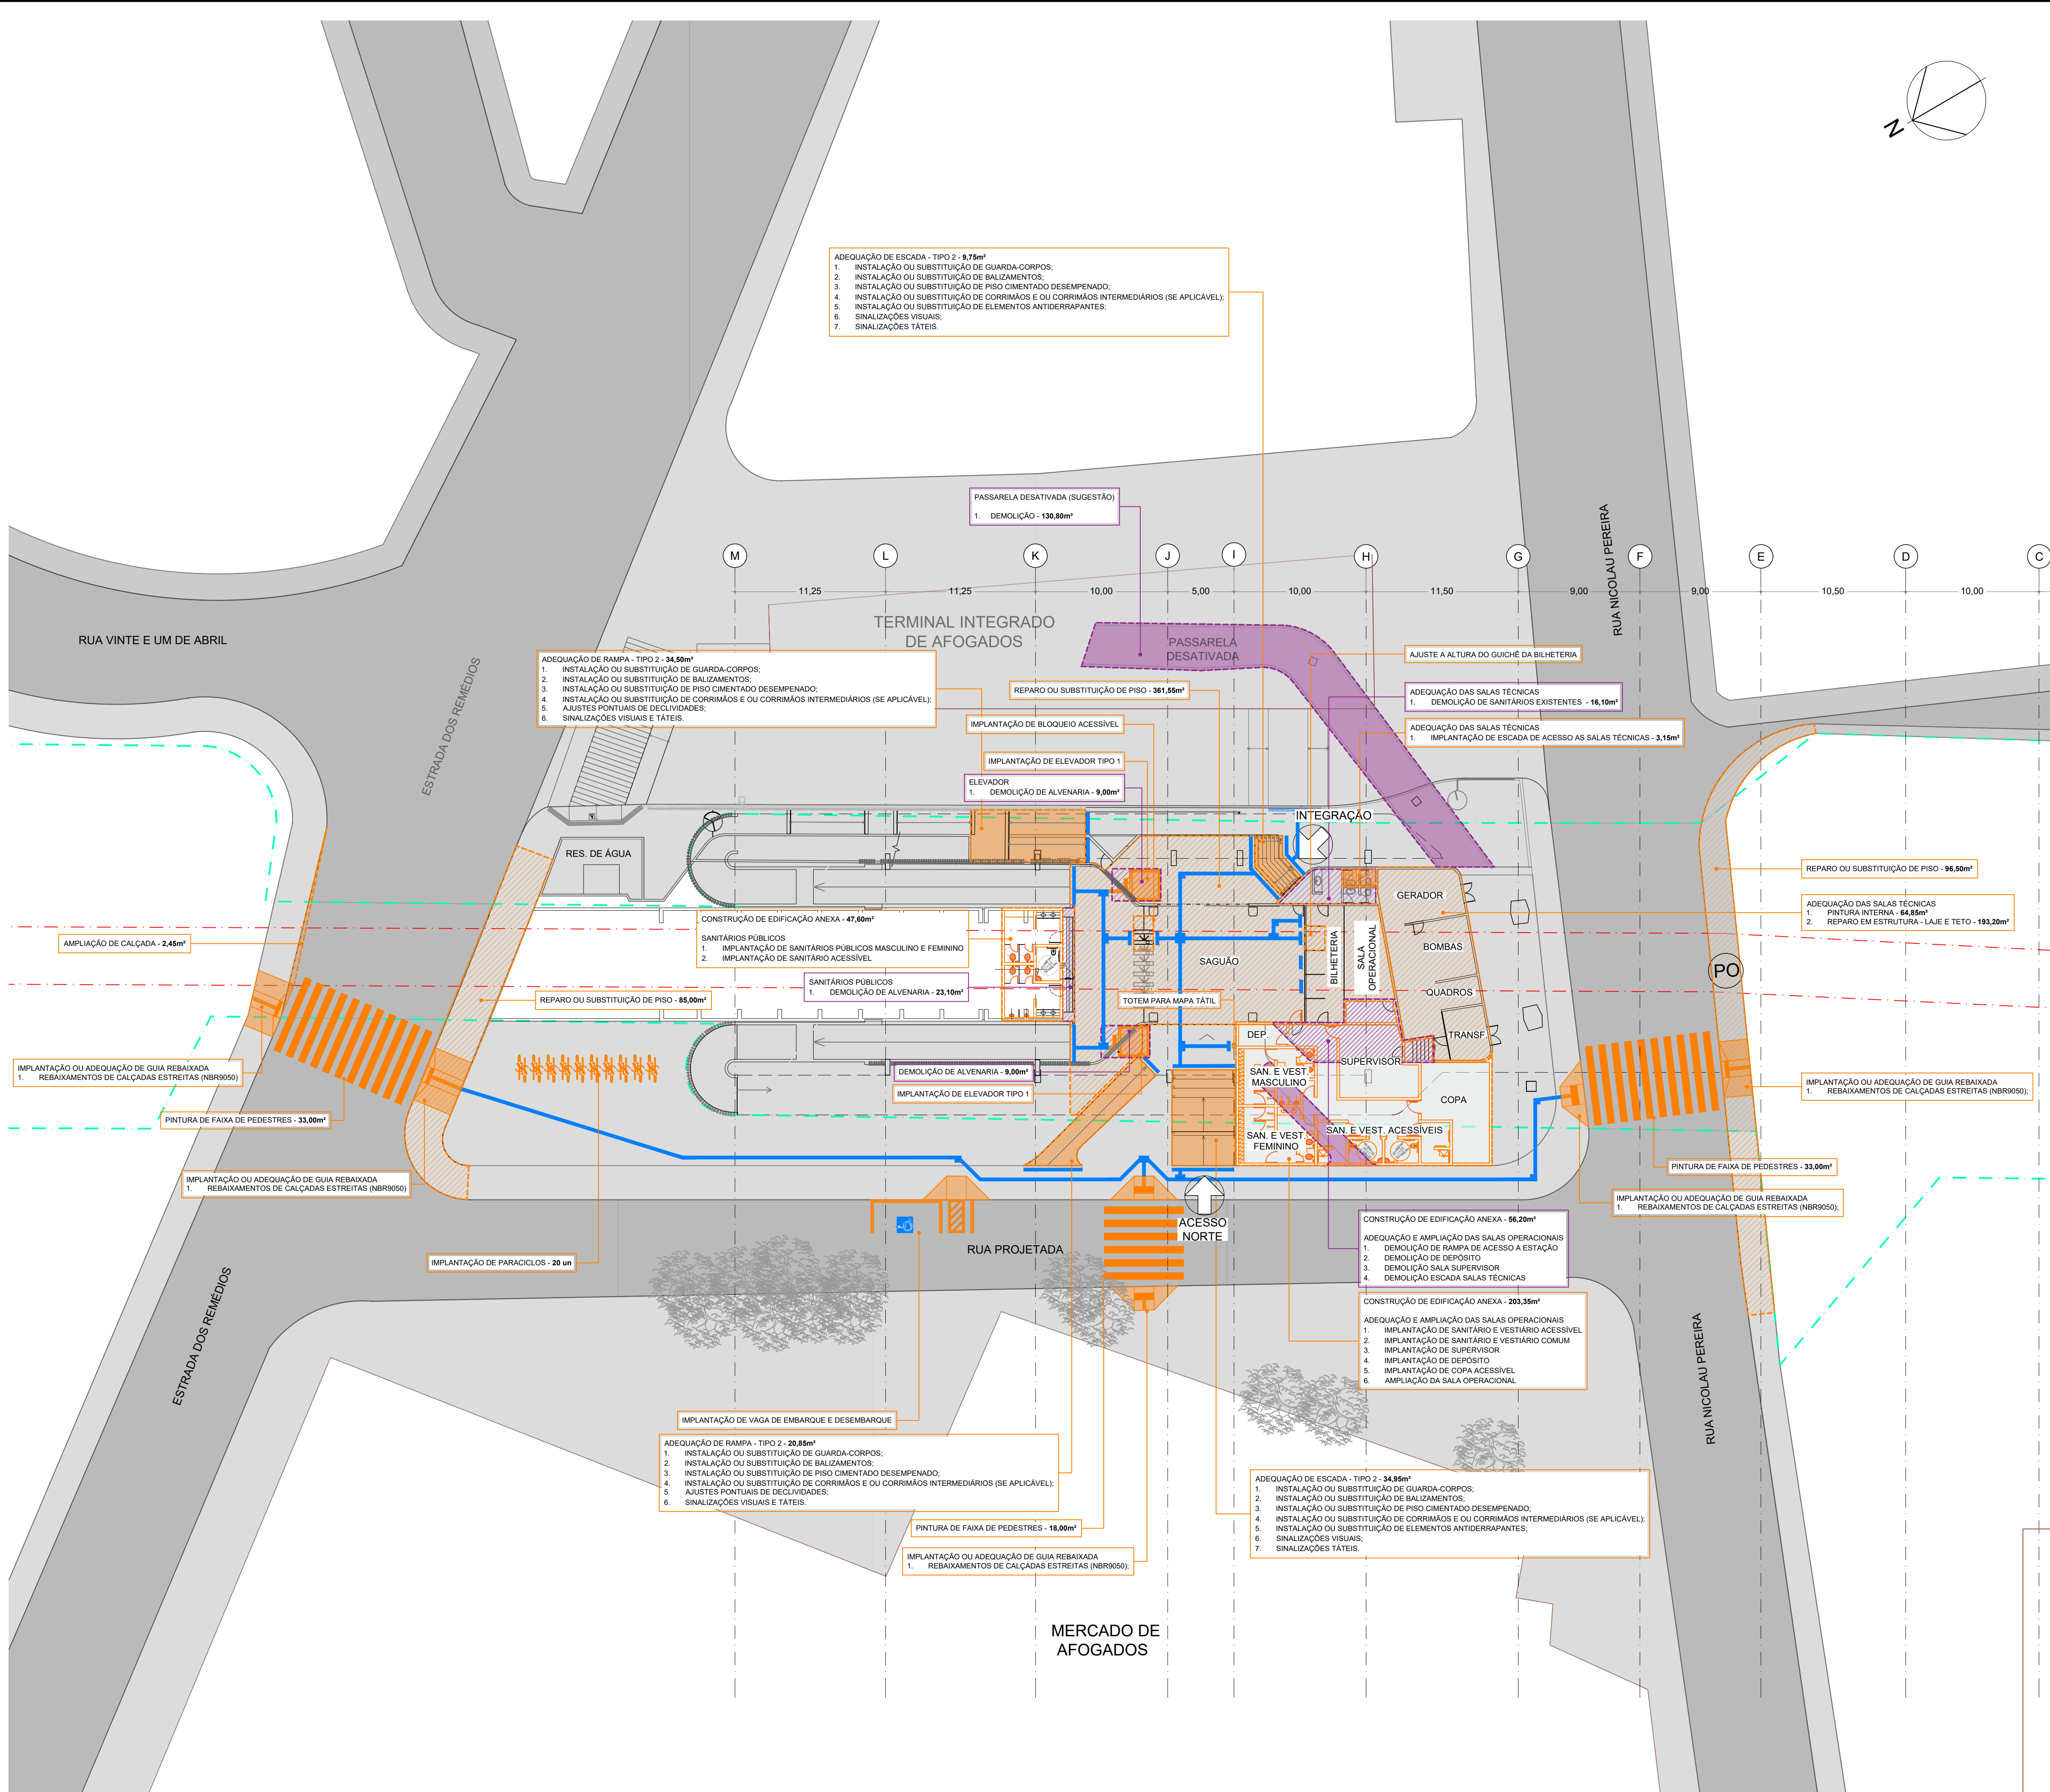 N
ADEQUAÇÃO DE ESCADA - TIPO 2 - 9,75m²
1. INSTALAÇÃO OU SUBSTITUIÇÃO DE GUARDA-CORPOS;
2. INSTALAÇÃO OU SUBSTITUIÇÃO DE BALIZAMENTOS;
3. INSTALAÇÃO OU SUBSTITUIÇÃO DE PISO CIMENTADO DESEMPENADO;
4. INSTALAÇÃO OU SUBSTITUIÇÃO DE CORRIMÃOS E OU CORRIMÃOS INTERMEDIÁRIOS (SE APLICÁVEL);
5. INSTALAÇÃO OU SUBSTITUIÇÃO DE ELEMENTOS ANTIDERRAPANTES;
6. SINALIZAÇÕES VISUAIS;
7. SINALIZAÇÕES TÁTEIS.
PASSARELA DESATIVADA (SUGESTÃO)
1. DEMOLIÇÃO - 130,80m²
RUA NICOLAU PEREIRA
M L K J I H G F E D C
11,25 11,25 10,00 5,00 10,00 11,50 9,00 9,00 10,50 10,00
TERMINAL INTEGRADO
DE AFOGADOS
RUA VINTE E UM DE ABRIL
ESTRADA DOS REMÉDIOS
PASSARELA
DESATIVADA
AJUSTE A ALTURA DO GUICHÊ DA BILHETERIA
ADEQUAÇÃO DE RAMPA - TIPO 2 - 34,50m²
1. INSTALAÇÃO OU SUBSTITUIÇÃO DE GUARDA-CORPOS;
2. INSTALAÇÃO OU SUBSTITUIÇÃO DE BALIZAMENTOS;
3. INSTALAÇÃO OU SUBSTITUIÇÃO DE PISO CIMENTADO DESEMPENADO;
4. INSTALAÇÃO OU SUBSTITUIÇÃO DE CORRIMÃOS E OU CORRIMÃOS INTERMEDIÁRIOS (SE APLICÁVEL);
5. AJUSTES PONTUAIS DE DECLIVIDADES;
6. SINALIZAÇÕES VISUAIS E TÁTEIS.
REPARO OU SUBSTITUIÇÃO DE PISO - 361,55m²
ADEQUAÇÃO DAS SALAS TÉCNICAS
1. DEMOLIÇÃO DE SANITÁRIOS EXISTENTES - 16,10m²
IMPLANTAÇÃO DE BLOQUEIO ACESSÍVEL
ADEQUAÇÃO DAS SALAS TÉCNICAS
1. IMPLANTAÇÃO DE ESCADA DE ACESSO AS SALAS TÉCNICAS - 3,15m²
IMPLANTAÇÃO DE ELEVADOR TIPO 1
ELEVADOR
1. DEMOLIÇÃO DE ALVENARIA - 9,00m²
INTEGRAÇÃO
RES. DE ÁGUA
REPARO OU SUBSTITUIÇÃO DE PISO - 96,50m²
GERADOR
ADEQUAÇÃO DAS SALAS TÉCNICAS
1. PINTURA INTERNA - 64,85m²
2. REPARO EM ESTRUTURA - LAJE E TETO - 193,20m²
CONSTRUÇÃO DE EDIFICAÇÃO ANEXA - 47,60m²
SANITÁRIOS PÚBLICOS
1. IMPLANTAÇÃO DE SANITÁRIOS PÚBLICOS MASCULINO E FEMININO
2. IMPLANTAÇÃO DE SANITÁRIO ACESSÍVEL
AMPLIAÇÃO DE CALÇADA - 2,45m²
BILHETERIA
SALA
OPERACIONAL
BOMBAS
SAGUÃO
PO
SANITÁRIOS PÚBLICOS
1. DEMOLIÇÃO DE ALVENARIA - 23,10m²
QUADROS
REPARO OU SUBSTITUIÇÃO DE PISO - 85,00m²
TOTEM PARA MAPA TÁTIL
DEP.
TRANSF.
SUPERVISOR
IMPLANTAÇÃO OU ADEQUAÇÃO DE GUIA REBAIXADA
1. REBAIXAMENTOS DE CALÇADAS ESTREITAS (NBR9050)
DEMOLIÇÃO DE ALVENARIA - 9,00m²
SAN. E VEST.
MASCULINO
IMPLANTAÇÃO OU ADEQUAÇÃO DE GUIA REBAIXADA
1. REBAIXAMENTOS DE CALÇADAS ESTREITAS (NBR9050);
IMPLANTAÇÃO DE ELEVADOR TIPO 1
COPA
PINTURA DE FAIXA DE PEDESTRES - 33,00m²
SAN. E VEST. ACESSÍVEIS
SAN. E VEST.
FEMININO
PINTURA DE FAIXA DE PEDESTRES - 33,00m²
IMPLANTAÇÃO OU ADEQUAÇÃO DE GUIA REBAIXADA
1. REBAIXAMENTOS DE CALÇADAS ESTREITAS (NBR9050)
IMPLANTAÇÃO OU ADEQUAÇÃO DE GUIA REBAIXADA
1. REBAIXAMENTOS DE CALÇADAS ESTREITAS (NBR9050);
ACESSO
NORTE
RUA PROJETADA
CONSTRUÇÃO DE EDIFICAÇÃO ANEXA - 56,20m²
ADEQUAÇÃO E AMPLIAÇÃO DAS SALAS OPERACIONAIS
1. DEMOLIÇÃO DE RAMPA DE ACESSO A ESTAÇÃO
2. DEMOLIÇÃO DE DEPÓSITO
3. DEMOLIÇÃO SALA SUPERVISOR
4. DEMOLIÇÃO ESCADA SALAS TÉCNICAS
IMPLANTAÇÃO DE PARACICLOS - 20 un
ESTRADA DOS REMÉDIOS
CONSTRUÇÃO DE EDIFICAÇÃO ANEXA - 203,35m²
ADEQUAÇÃO E AMPLIAÇÃO DAS SALAS OPERACIONAIS
1. IMPLANTAÇÃO DE SANITÁRIO E VESTIÁRIO ACESSÍVEL
2. IMPLANTAÇÃO DE SANITÁRIO E VESTIÁRIO COMUM
3. IMPLANTAÇÃO DE SUPERVISOR
4. IMPLANTAÇÃO DE DEPÓSITO
5. IMPLANTAÇÃO DE COPA ACESSÍVEL
6. AMPLIAÇÃO DA SALA OPERACIONAL
RUA NICOLAU PEREIRA
IMPLANTAÇÃO DE VAGA DE EMBARQUE E DESEMBARQUE
ADEQUAÇÃO DE RAMPA - TIPO 2 - 20,85m²
1. INSTALAÇÃO OU SUBSTITUIÇÃO DE GUARDA-CORPOS;
2. INSTALAÇÃO OU SUBSTITUIÇÃO DE BALIZAMENTOS;
3. INSTALAÇÃO OU SUBSTITUIÇÃO DE PISO CIMENTADO DESEMPENADO;
4. INSTALAÇÃO OU SUBSTITUIÇÃO DE CORRIMÃOS E OU CORRIMÃOS INTERMEDIÁRIOS (SE APLICÁVEL);
5. AJUSTES PONTUAIS DE DECLIVIDADES;
6. SINALIZAÇÕES VISUAIS E TÁTEIS.
ADEQUAÇÃO DE ESCADA - TIPO 2 - 34,95m²
1. INSTALAÇÃO OU SUBSTITUIÇÃO DE GUARDA-CORPOS;
2. INSTALAÇÃO OU SUBSTITUIÇÃO DE BALIZAMENTOS;
3. INSTALAÇÃO OU SUBSTITUIÇÃO DE PISO CIMENTADO DESEMPENADO;
4. INSTALAÇÃO OU SUBSTITUIÇÃO DE CORRIMÃOS E OU CORRIMÃOS INTERMEDIÁRIOS (SE APLICÁVEL);
5. INSTALAÇÃO OU SUBSTITUIÇÃO DE ELEMENTOS ANTIDERRAPANTES;
6. SINALIZAÇÕES VISUAIS;
7. SINALIZAÇÕES TÁTEIS.
PINTURA DE FAIXA DE PEDESTRES - 18,00m²
IMPLANTAÇÃO OU ADEQUAÇÃO DE GUIA REBAIXADA
1. REBAIXAMENTOS DE CALÇADAS ESTREITAS (NBR9050);
MERCADO DE
AFOGADOS